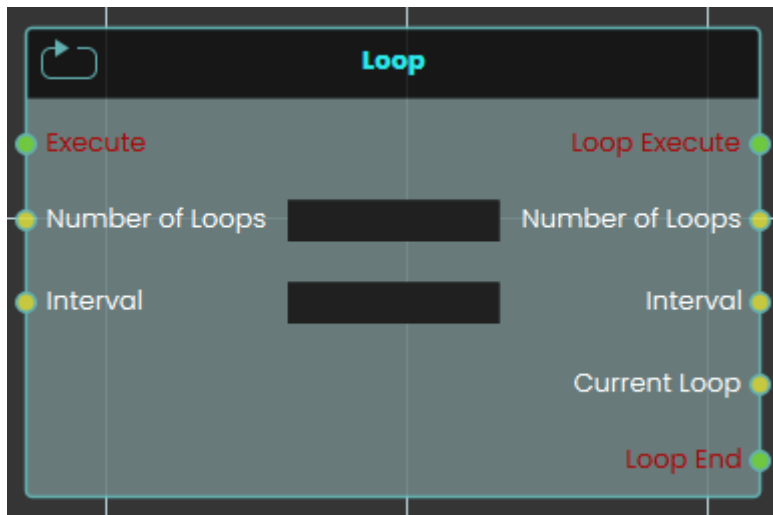 Loop
Execute Loop Execute
Number of Loops Number of Loops
Interval Interval
Current Loop
Loop End